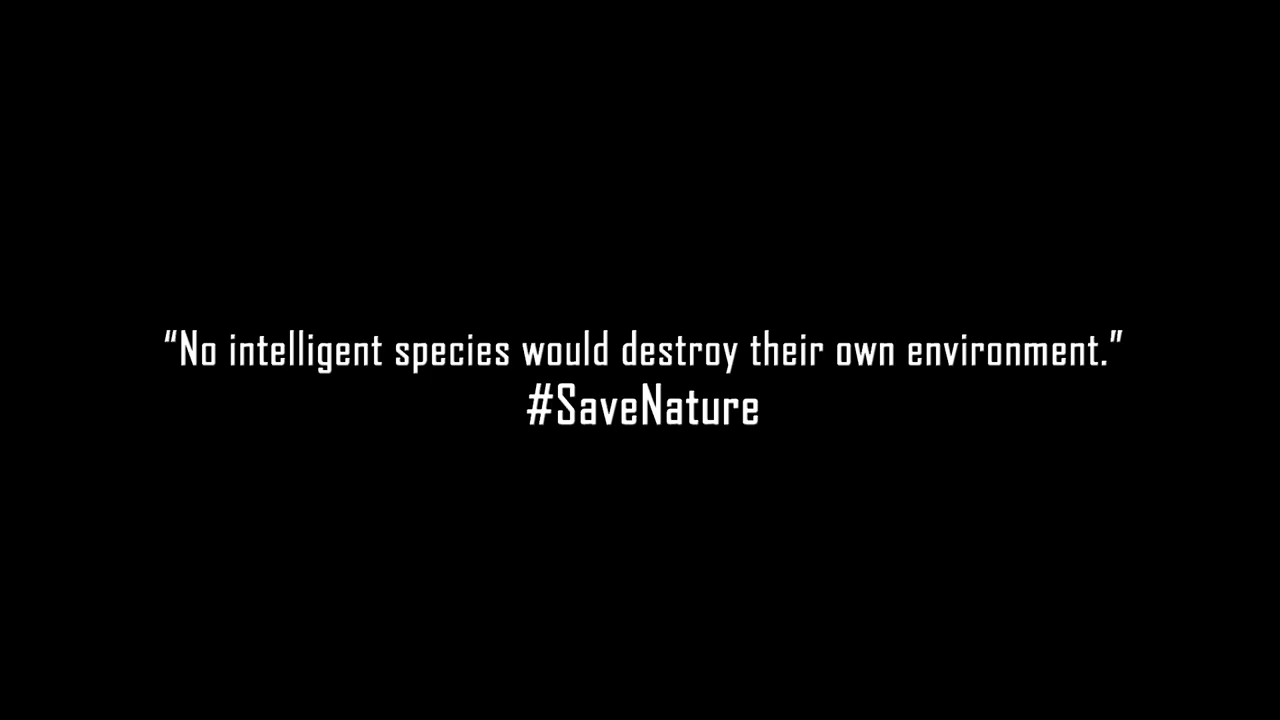 “No intelligent species would destroy their own environment.”
#SaveNature